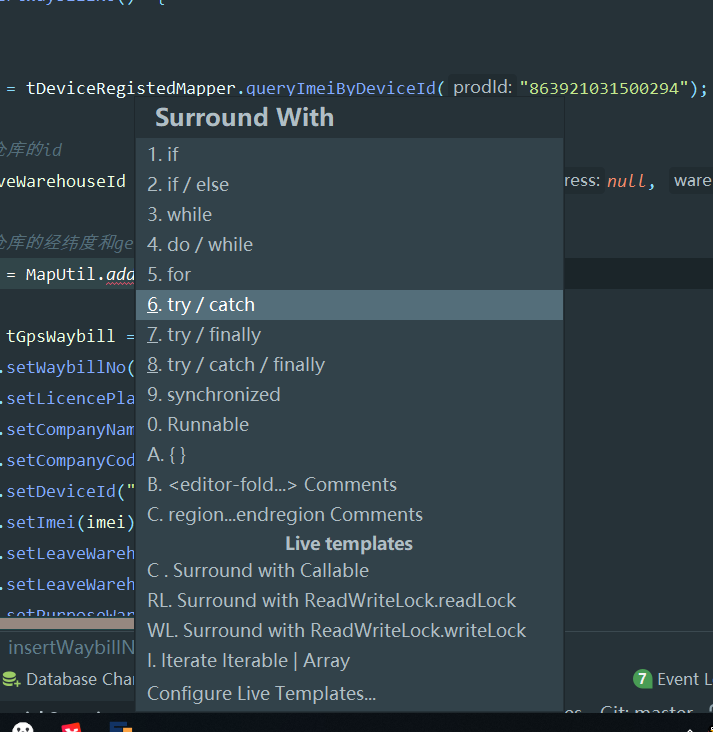 = tDeviceRegistedMapper.queryImeiByDeviceId( prodId: "863921031500294");
Surround With
仓库的id
1. if
veWarehouseId
ress: null, ware
2. if / else
3. while
仓库的经纬度和ge
4. do / while
= MapUtil.add
5. for
6. try / catch
tGpsWaybill =
7. try / finally
.setWaybillNo(
8. try / catch / finally
.setLicencePla
9. synchronized
.setCompanyNam
0. Runnable
.setCompanyCod
A. { }
.setDeviceId("
B. <editor-fold...> Comments
.setImei(imei)
C. region...endregion Comments
.setLeaveWareh
Live templates
.setLeaveWareh
C . Surround with Callable
.setPurposeWar
RL. Surround with ReadWriteLock.readLock
insertWaybillN
WL. Surround with ReadWriteLock.writeLock
I. Iterate Iterable | Array
Database Cha
7 Event L
Configure Live Templates...
Git: master